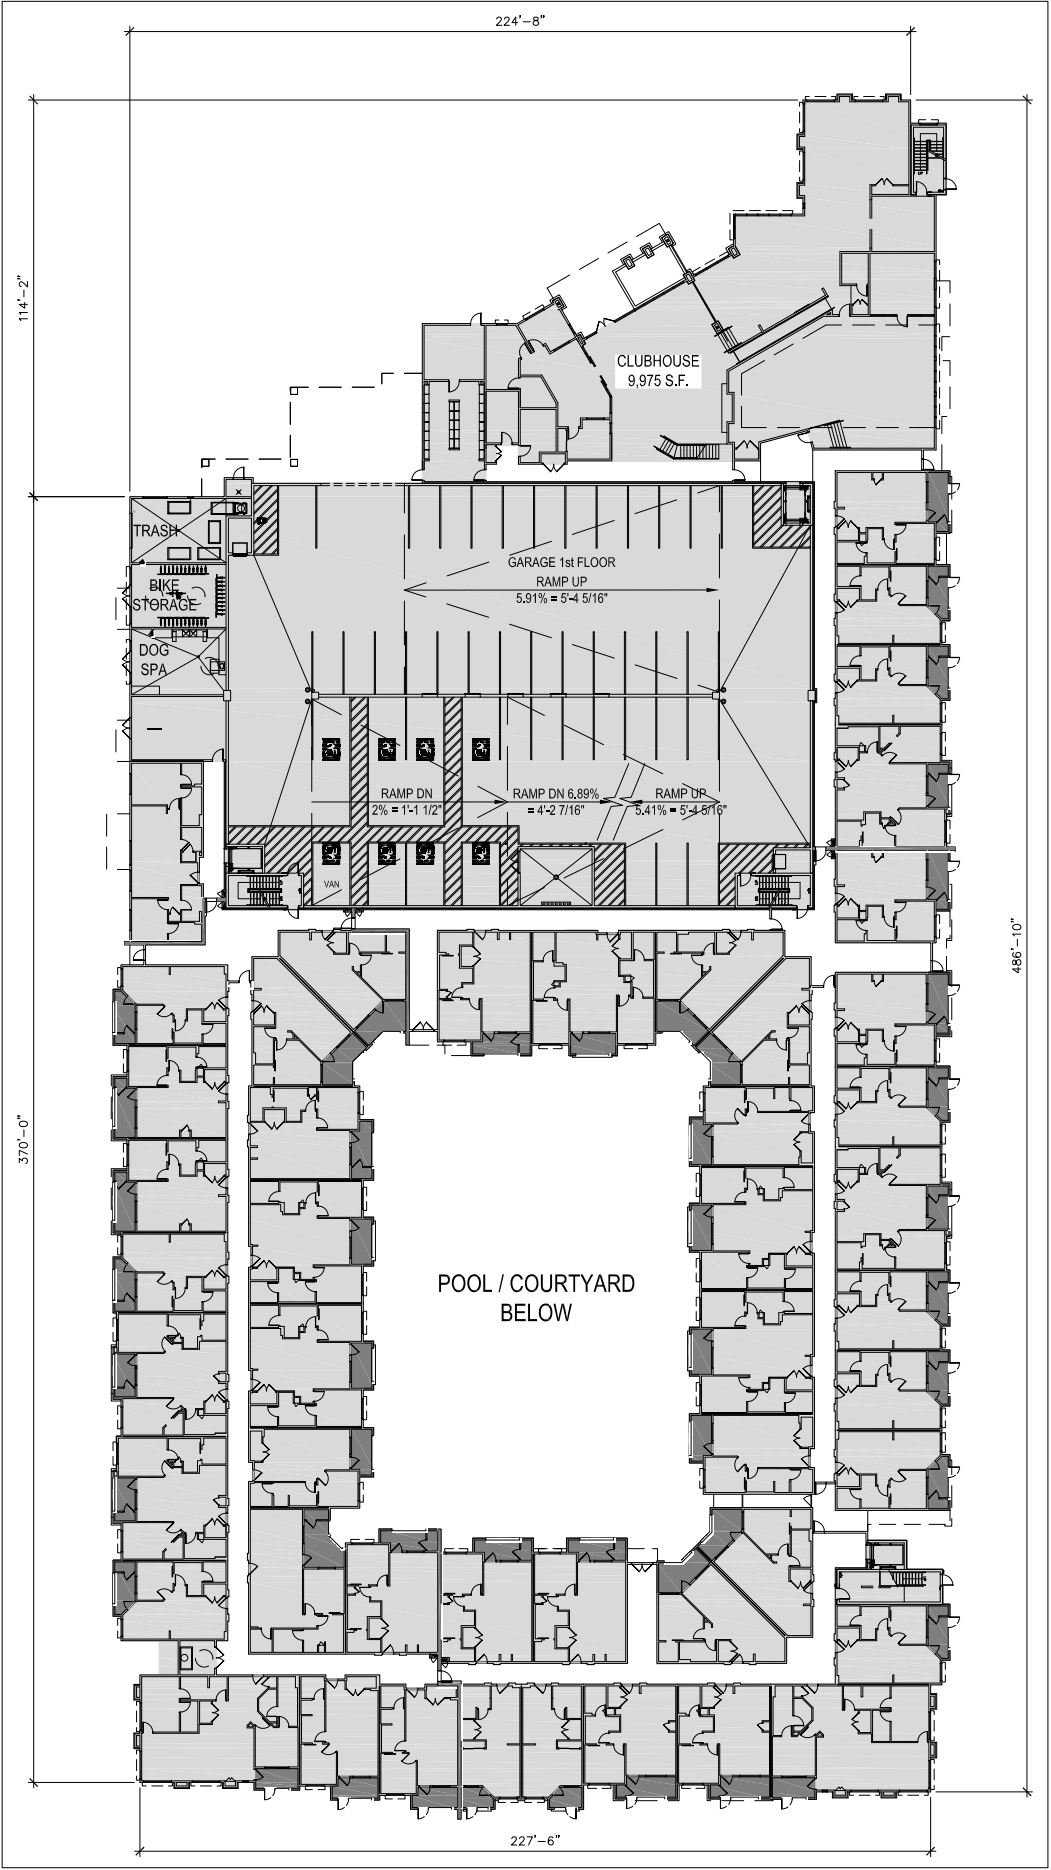 224'-8"
114'-2"
CLUBHOUSE
9,975 S.F.
TRASH
GARAGE 1st FLOOR
RAMP UP
5.91% = 5'-4 5/16"
BIKE
STORAGE
DOG
SPA
RAMP DN
2% = 1'-1 1/2"
RAMP DN 6.89%
= 4'-2 7/16"
RAMP UP
5.41% = 5'-4 5/16"
VAN
486'-10"
370'-0"
POOL / COURTYARD
BELOW
227'-6"